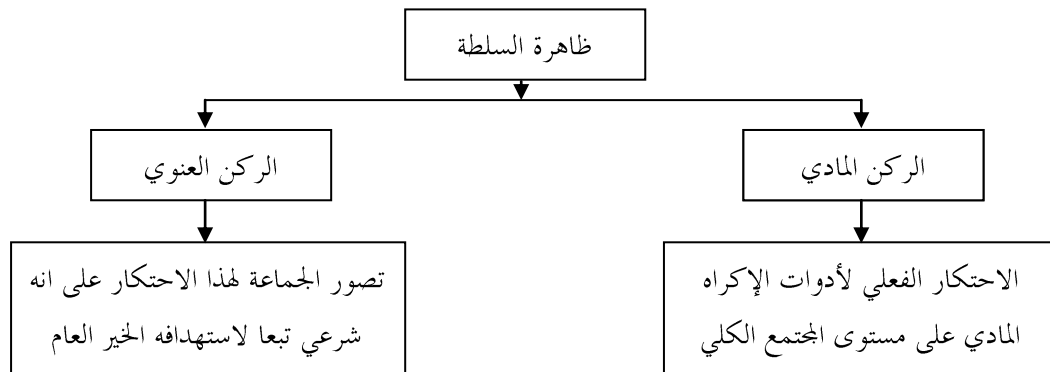 ظاهرة السلطة
الركن المادي
الركن العنوي
الاحتكار الفعلي لأدوات الإكراه
المادي على مستوى المجتمع الكلي
تصور الجماعة لهذا الاحتكار على انه
شرعي تبعا لاستهدافه الخير العام